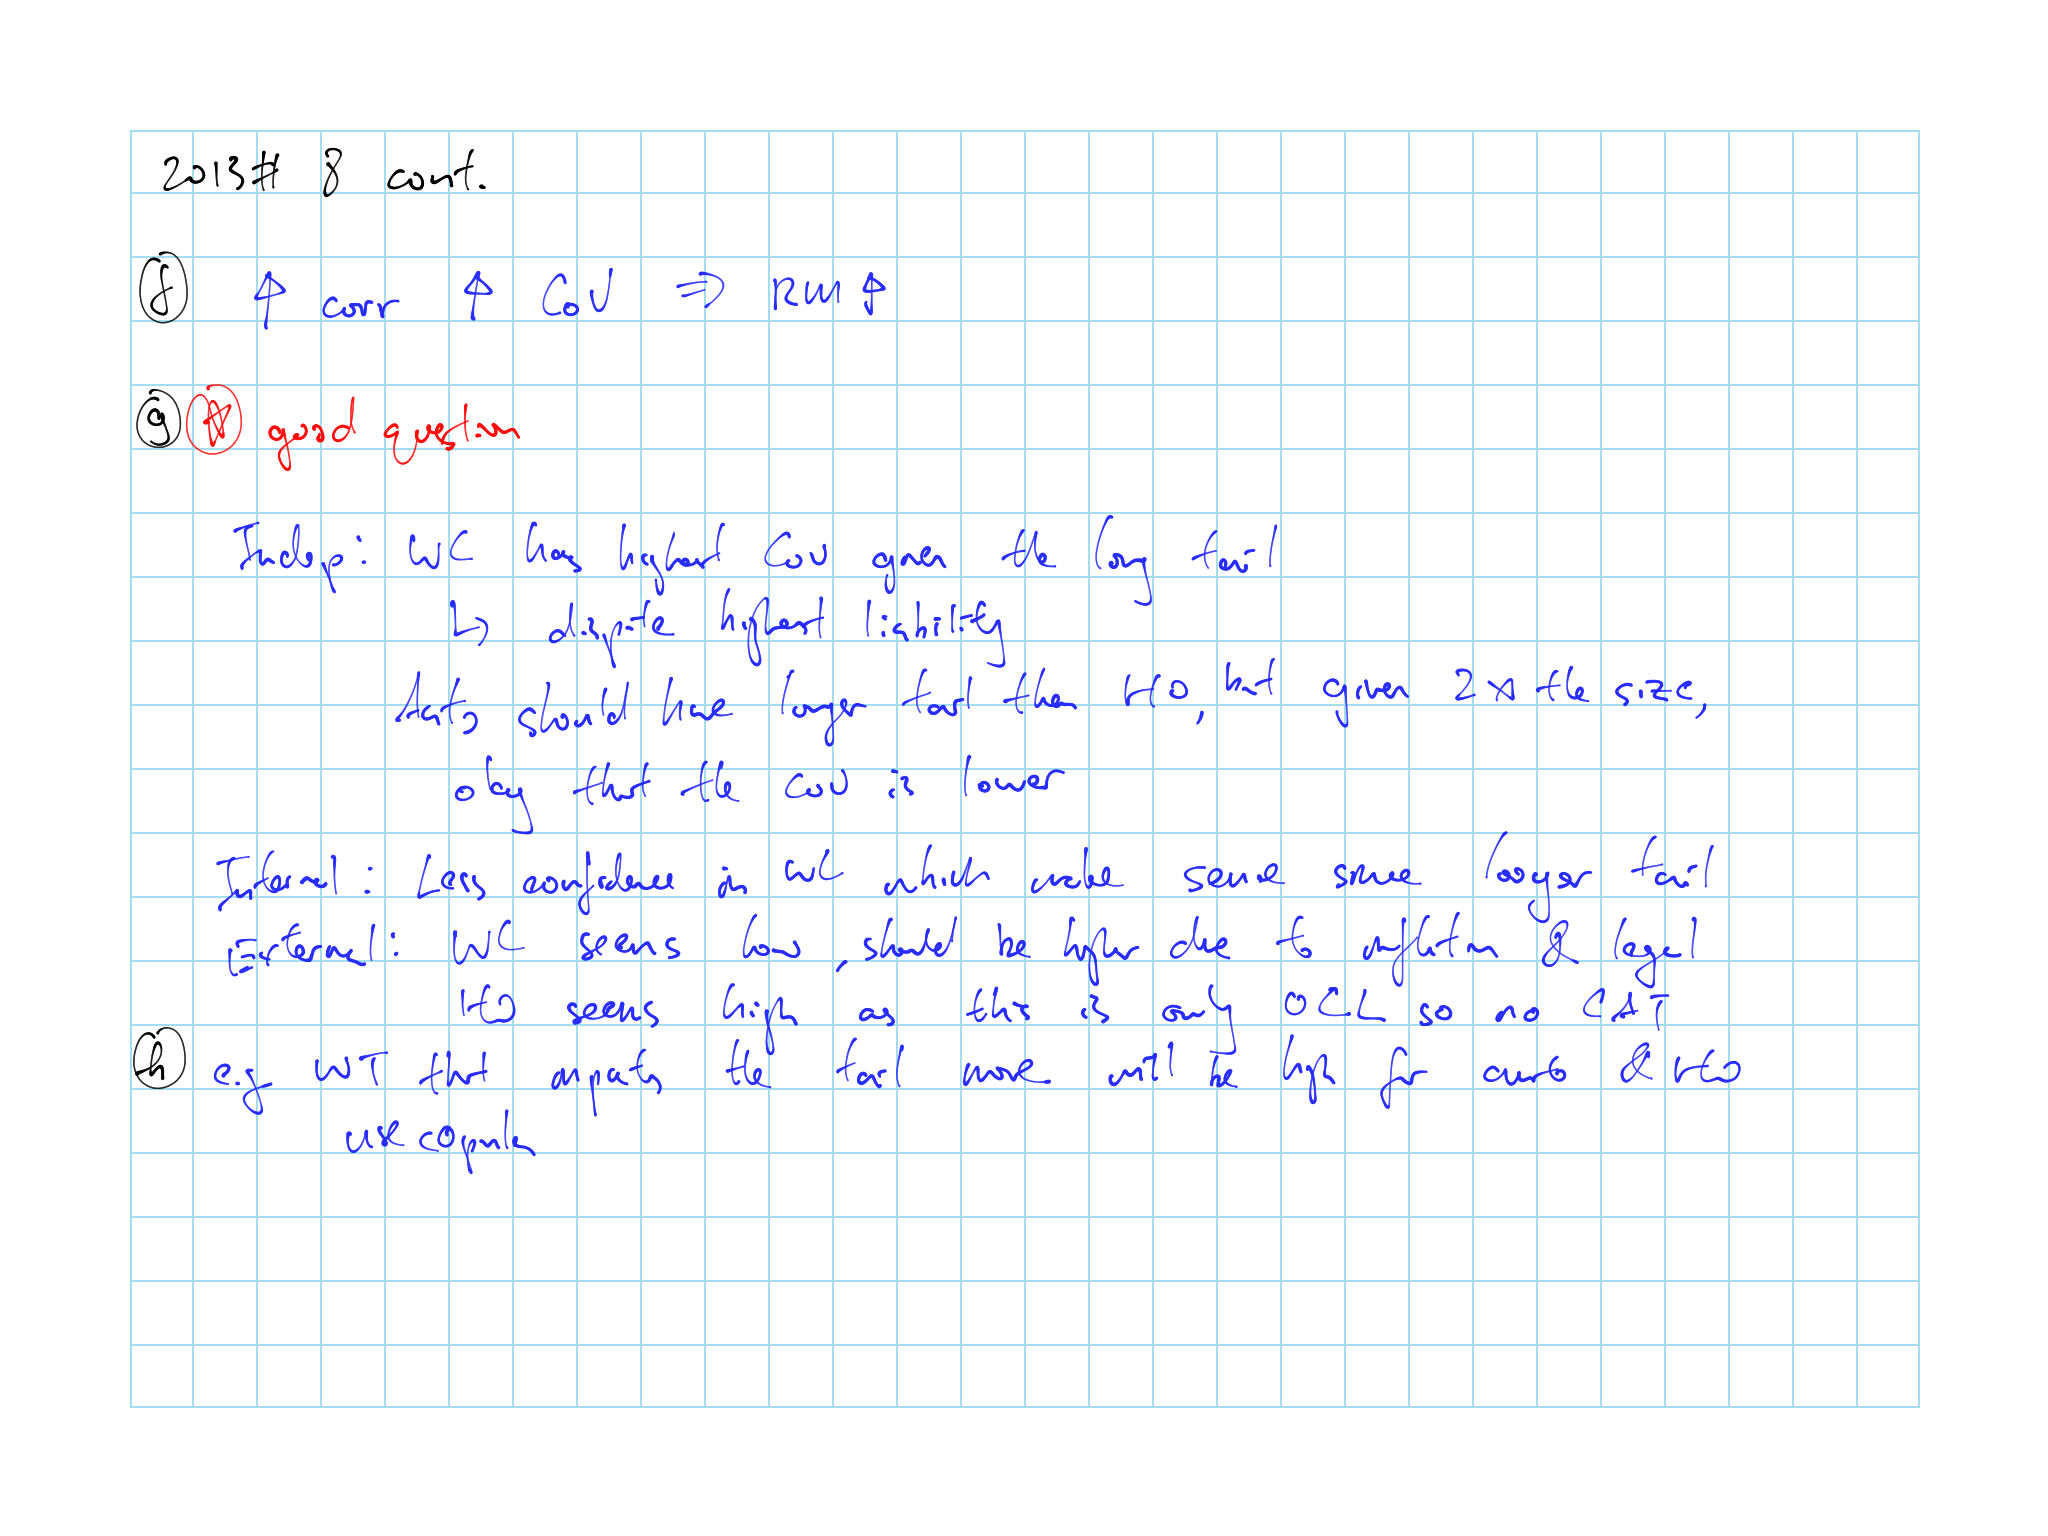 2013# 8 cont.
f ↑ corr ↑ CoV ⇒ RM ↑
g ☆ good question
Indep: WC has highest CoV given the long tail
↳ dispite highest liability
Auto should have longer tail then HO, but given 2x the size,
okay that the CoV is lower
Internal: Less confidence in WC which make sense since longer tail
External: WC seems low, should be higher due to inflation & legal
HO seems high as this is only OCL so no CAT
h e.g WT that impacts the tail more will be high for auto & HO
use copula